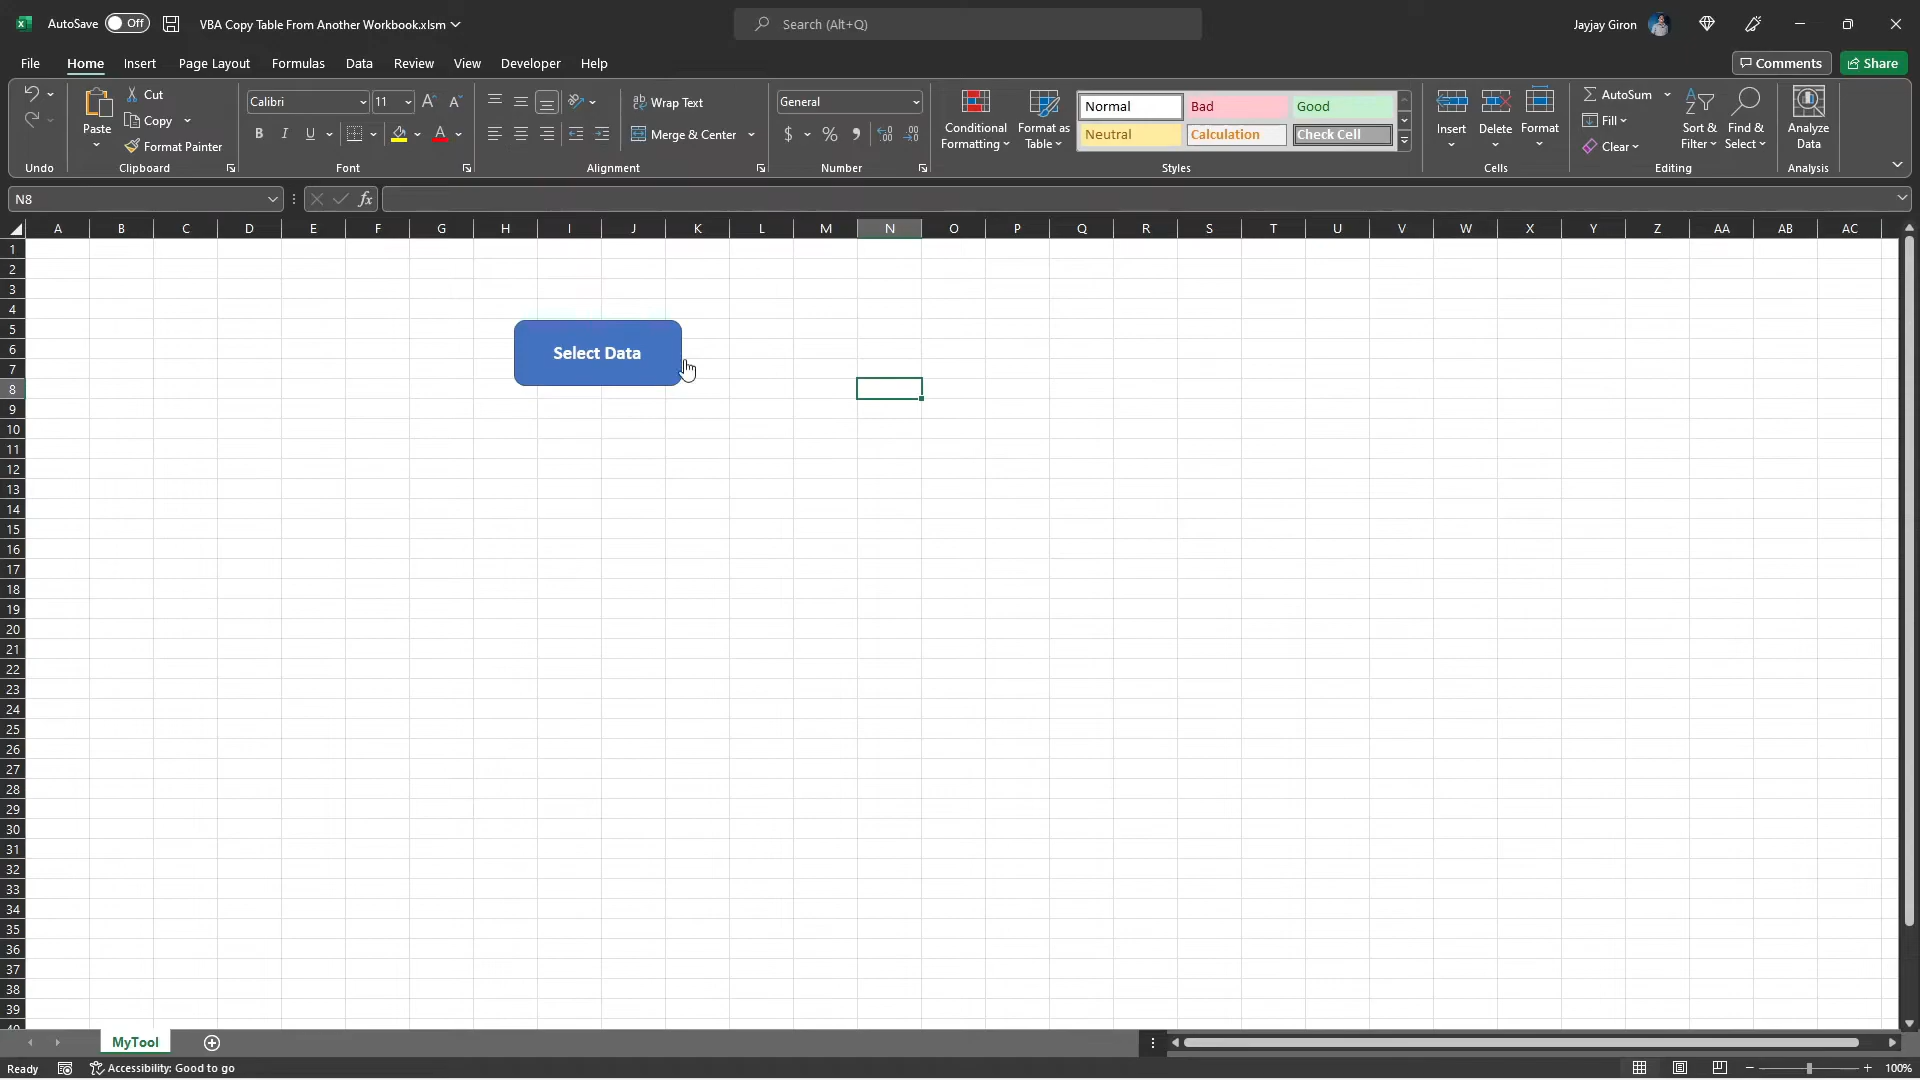 AutoSave Off VBA Copy Table From Another Workbook.xlsm Search (Alt+Q) Jayjay Giron
File Home Insert Page Layout Formulas Data Review View Developer Help Comments Share
Cut
Copy
Format Painter
Paste
Undo
Clipboard
Calibri 11
B I U A
Font
Wrap Text
Merge & Center
Alignment
General
$ %
Number
Conditional Formatting
Format as Table
Normal Bad Good
Neutral Calculation Check Cell
Styles
Insert Delete Format
Cells
AutoSum
Fill
Clear
Sort & Filter
Find & Select
Editing
Analyze Data
Analysis
N8 fx
A B C D E F G H I J K L M N O P Q R S T U V W X Y Z AA AB AC
1
2
3
4
5
6
7
8
9
10
11
12
13
14
15
16
17
18
19
20
21
22
23
24
25
26
27
28
29
30
31
32
33
34
35
36
37
38
39
40
Select Data
MyTool
Ready Accessibility: Good to go 100%